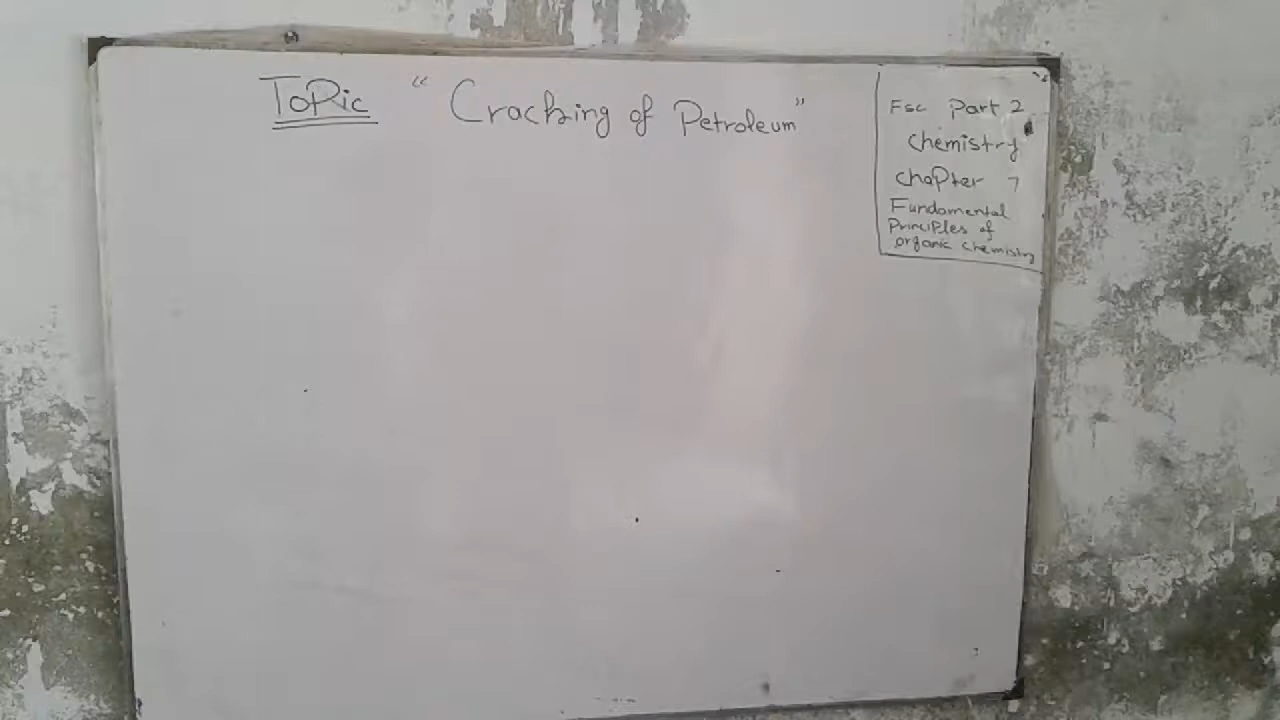 Topic “Cracking of Petroleum”
Fsc Part 2
Chemistry
Chapter 7
Fundamental
Principles of
organic chemistry